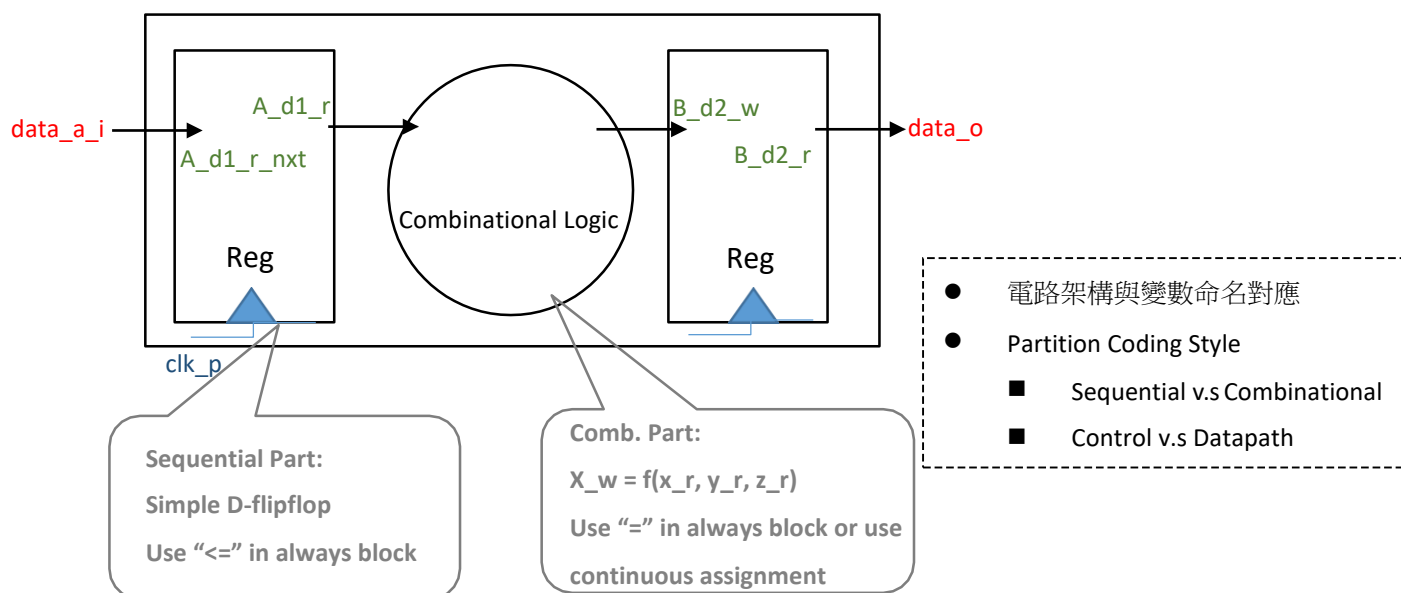 data_a_i
A_d1_r
A_d1_r_nxt
Reg
clk_p
Combinational Logic
B_d2_w
B_d2_r
Reg
data_o
Sequential Part:
Simple D-flipflop
Use “<=” in always block
Comb. Part:
X_w = f(x_r, y_r, z_r)
Use “=” in always block or use
continuous assignment
● 電路架構與變數命名對應
● Partition Coding Style
■ Sequential v.s Combinational
■ Control v.s Datapath